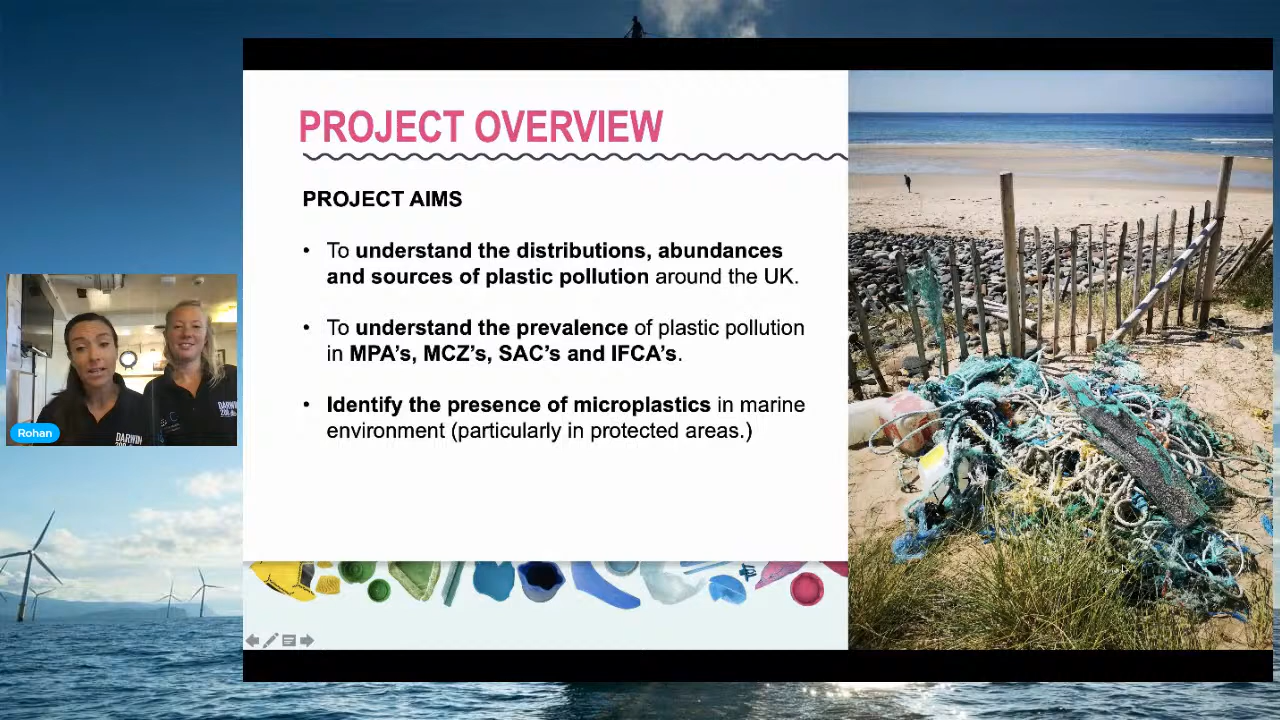 PROJECT OVERVIEW
PROJECT AIMS
• To understand the distributions, abundances
and sources of plastic pollution around the UK.
• To understand the prevalence of plastic pollution
in MPA’s, MCZ’s, SAC’s and IFCA’s.
• Identify the presence of microplastics in marine
environment (particularly in protected areas.)
Rohan
DARWIN
DARWIN